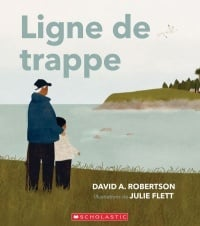 Ligne de
trappe
DAVID A. ROBERTSON
Illustrations de JULIE FLETT
SCHOLASTIC